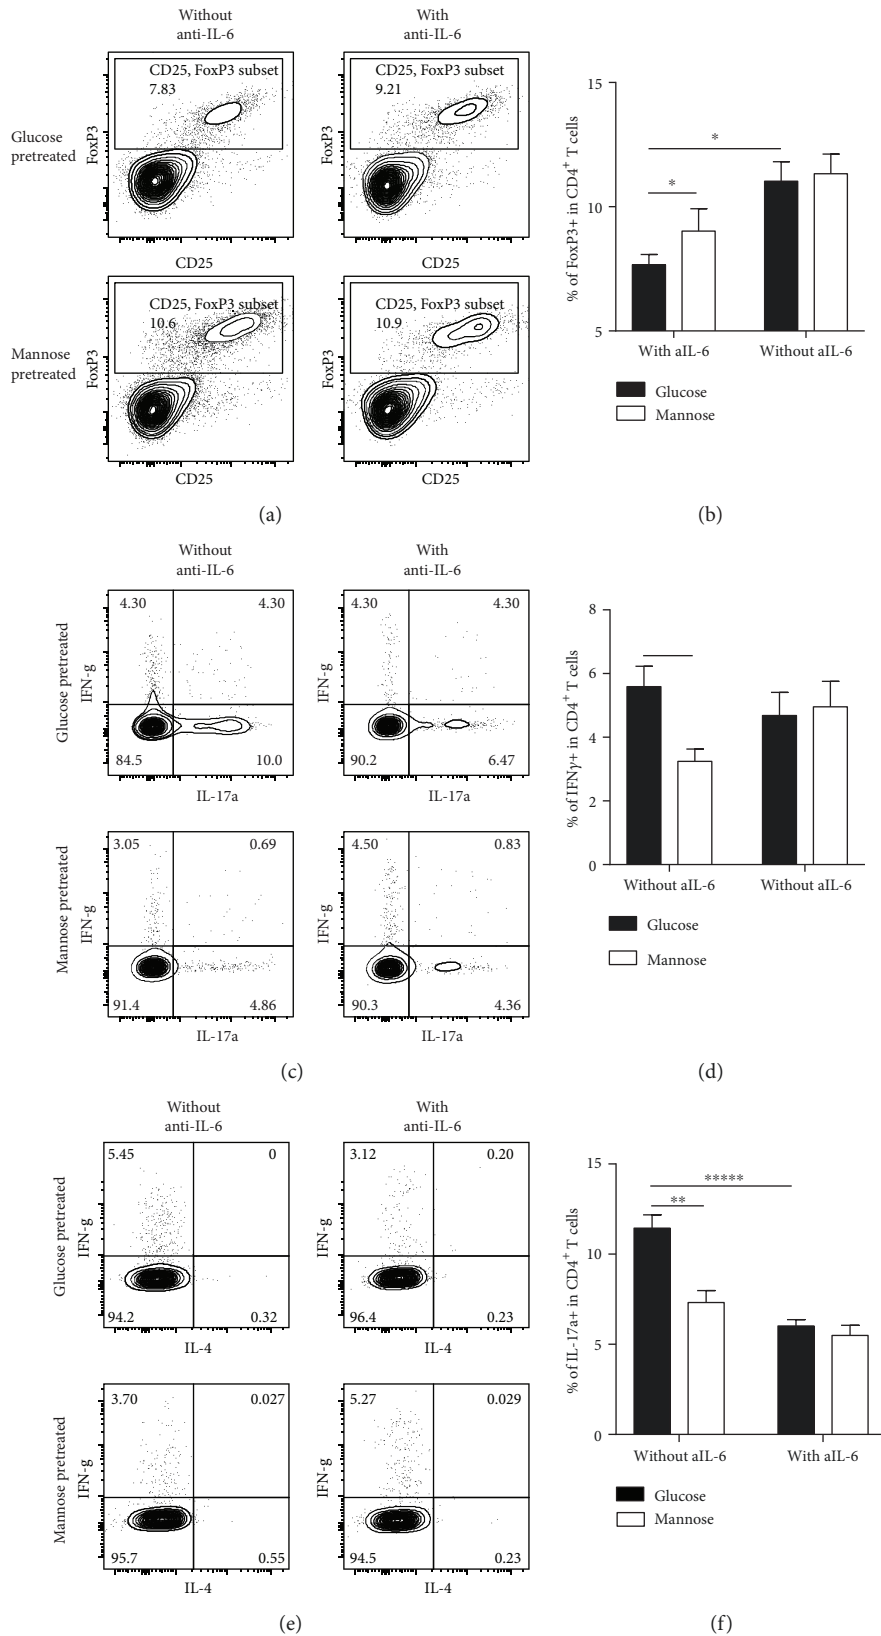 Without
anti-IL-6
With
anti-IL-6
Glucose
pretreated
FoxP3
CD25, FoxP3 subset
7.83
CD25
FoxP3
CD25, FoxP3 subset
9.21
CD25
Mannose
pretreated
FoxP3
CD25, FoxP3 subset
10.6
CD25
FoxP3
CD25, FoxP3 subset
10.9
CD25
(a)
% of FoxP3+ in CD4+ T cells
15
10
5
*
*
With aIL-6
Without aIL-6
Glucose
Mannose
(b)
Without
anti-IL-6
With
anti-IL-6
Glucose pretreated
IFN-g
4.30
4.30
84.5
10.0
IL-17a
IFN-g
4.30
4.30
90.2
6.47
IL-17a
Mannose pretreated
IFN-g
3.05
0.69
91.4
4.86
IL-17a
IFN-g
4.50
0.83
90.3
4.36
IL-17a
(c)
% of IFNγ+ in CD4+ T cells
8
6
4
2
0
Without aIL-6
Without aIL-6
Glucose
Mannose
(d)
Without
anti-IL-6
With
anti-IL-6
Glucose pretreated
IFN-g
5.45
0
94.2
0.32
IL-4
IFN-g
3.12
0.20
96.4
0.23
IL-4
Mannose pretreated
IFN-g
3.70
0.027
95.7
0.55
IL-4
IFN-g
5.27
0.029
94.5
0.23
IL-4
(e)
% of IL-17a+ in CD4+ T cells
15
10
5
0
*****
**
Without aIL-6
With aIL-6
Glucose
Mannose
(f)